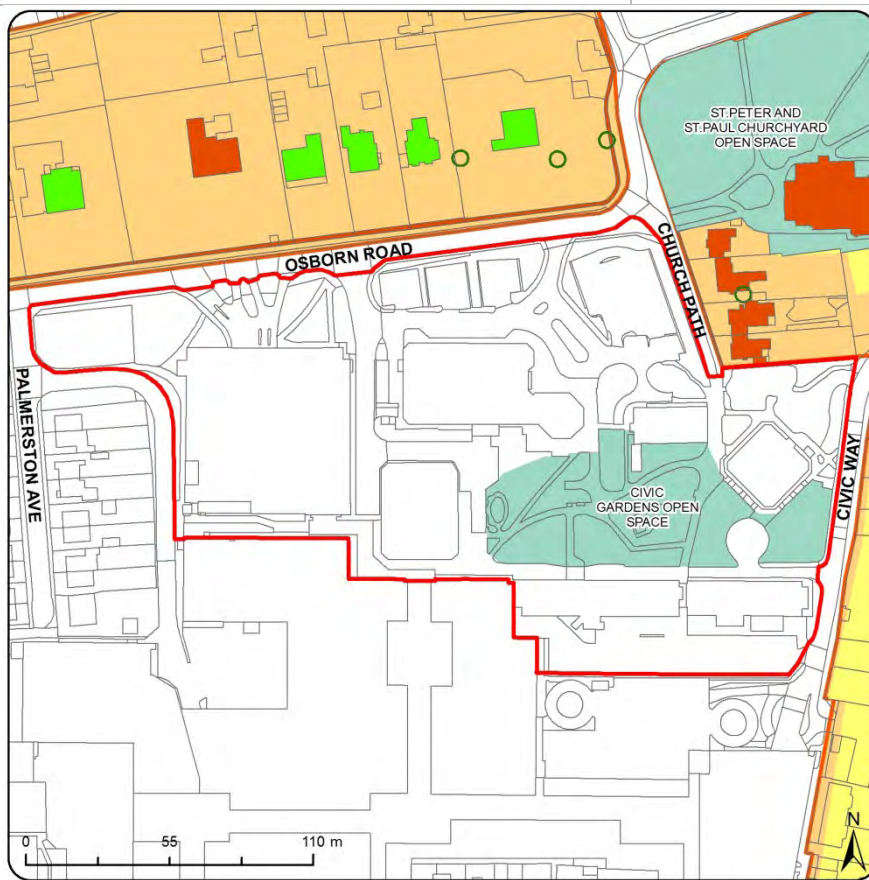 ST.PETER AND
ST.PAUL CHURCHYARD
OPEN SPACE
OSBORN ROAD
CHURCH PATH
PALMERSTON AVE
CIVIC
GARDENS OPEN
SPACE
CIVIC WAY
0 55 110 m
N